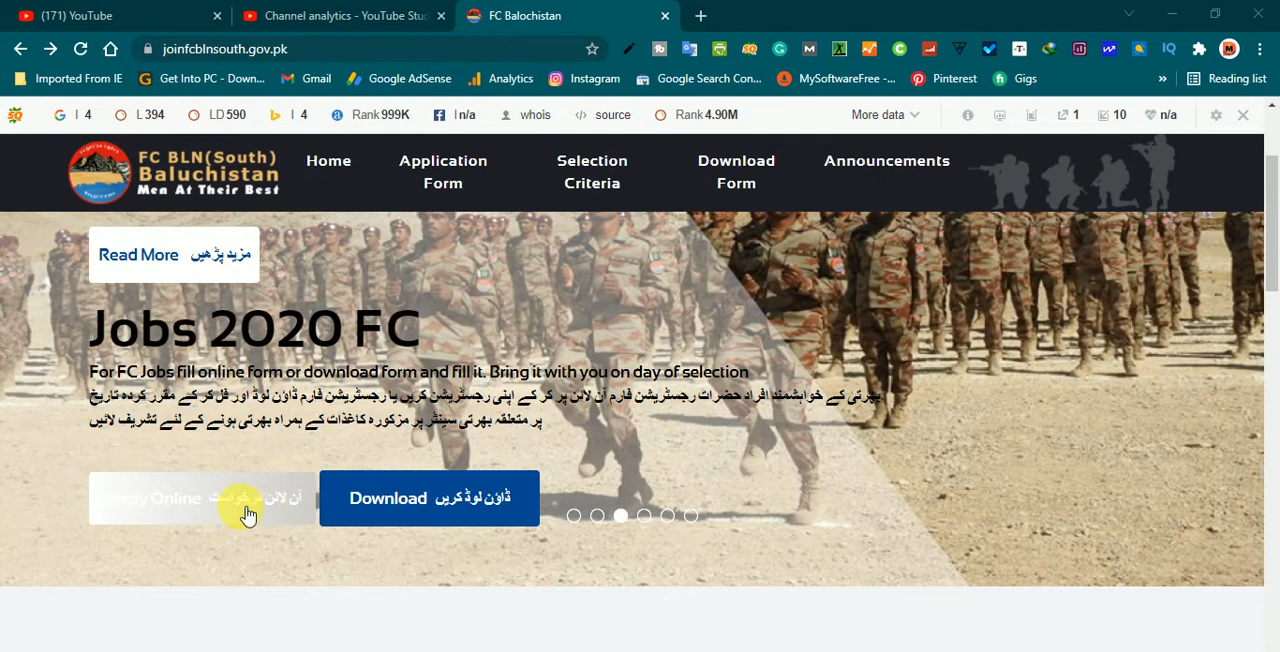 (171) YouTube
Channel analytics - YouTube Stu
FC Balochistan
joinfcblnsouth.gov.pk
IQ
Imported From IE
Get Into PC - Down...
Gmail
Google AdSense
Analytics
Instagram
Google Search Con...
MySoftwareFree -...
Pinterest
Gigs
»
Reading list
I 4
L 394
LD 590
I 4
Rank 999K
I n/a
whois
source
Rank 4.90M
More data
1
10
n/a
FC BLN(South)
Baluchistan
Men At Their Best
Home
Application Form
Selection Criteria
Download Form
Announcements
Read More مزید پڑھیں
Jobs 2020 FC
For FC Jobs fill online form or download form and fill it. Bring it with you on day of selection
بھرتی کے خواہشمند افراد حضرات رجسٹریشن فارم آن لائن پر کر کے اپنی رجسٹریشن کریں یا رجسٹریشن فارم ڈاؤن لوڈ اور فل کر کے مقرر کردہ تاریخ
پر متعلقہ بھرتی سینٹر پر مزکورہ کاغذات کے ہمراہ بھرتی ہونے کے لئے تشریف لائیں
Online آن لائن
Download ڈاؤن لوڈ کریں